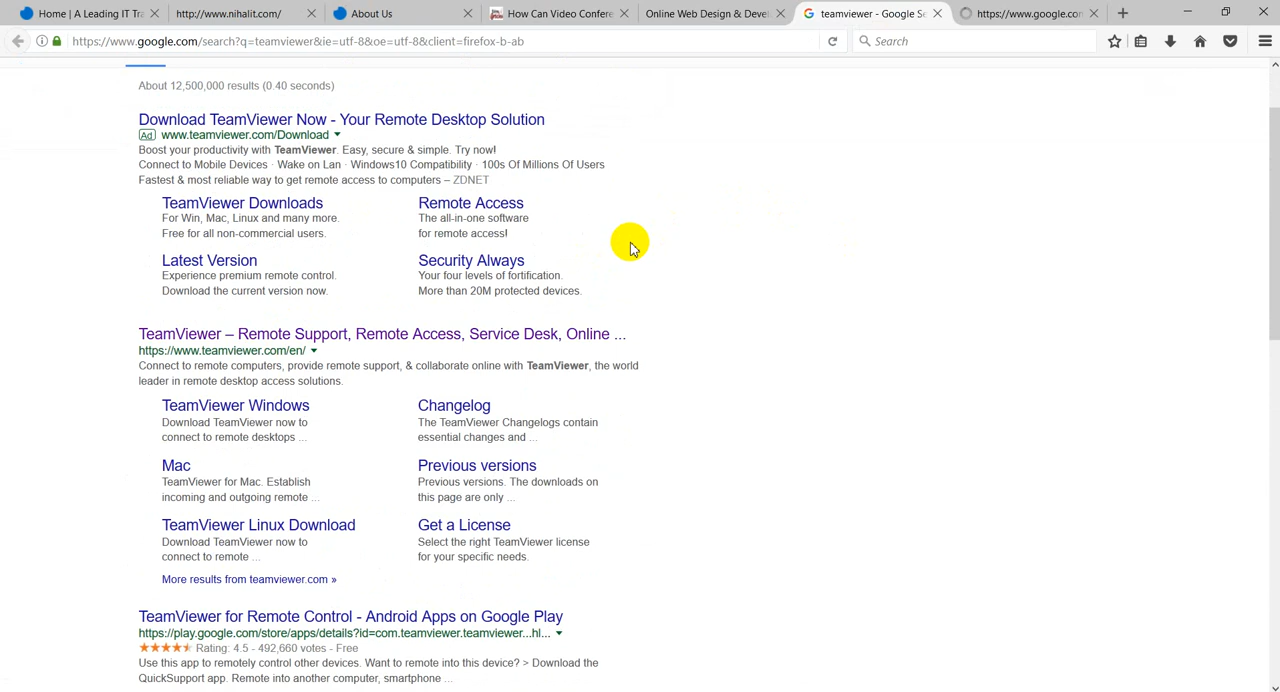 Home | A Leading IT Tra
http://www.nihalit.com/
About Us
How Can Video Confere
Online Web Design & Devel
teamviewer - Google Se
https://www.google.com
https://www.google.com/search?q=teamviewer&ie=utf-8&oe=utf-8&client=firefox-b-ab
Search
About 12,500,000 results (0.40 seconds)
Download TeamViewer Now - Your Remote Desktop Solution
Ad www.teamviewer.com/Download
Boost your productivity with TeamViewer. Easy, secure & simple. Try now!
Connect to Mobile Devices · Wake on Lan · Windows10 Compatibility · 100s Of Millions Of Users
Fastest & most reliable way to get remote access to computers – ZDNET
TeamViewer Downloads
For Win, Mac, Linux and many more.
Free for all non-commercial users.
Remote Access
The all-in-one software
for remote access!
Latest Version
Experience premium remote control.
Download the current version now.
Security Always
Your four levels of fortification.
More than 20M protected devices.
TeamViewer – Remote Support, Remote Access, Service Desk, Online ...
https://www.teamviewer.com/en/
Connect to remote computers, provide remote support, & collaborate online with TeamViewer, the world
leader in remote desktop access solutions.
TeamViewer Windows
Download TeamViewer now to
connect to remote desktops ...
Changelog
The TeamViewer Changelogs contain
essential changes and ...
Mac
TeamViewer for Mac. Establish
incoming and outgoing remote ...
Previous versions
Previous versions. The downloads on
this page are only ...
TeamViewer Linux Download
Download TeamViewer now to
connect to remote ...
Get a License
Select the right TeamViewer license
for your specific needs.
More results from teamviewer.com »
TeamViewer for Remote Control - Android Apps on Google Play
https://play.google.com/store/apps/details?id=com.teamviewer.teamviewer...hl...
Rating: 4.5 - 492,660 votes - Free
Use this app to remotely control other devices. Want to remote into this device? > Download the
QuickSupport app. Remote into another computer, smartphone ...